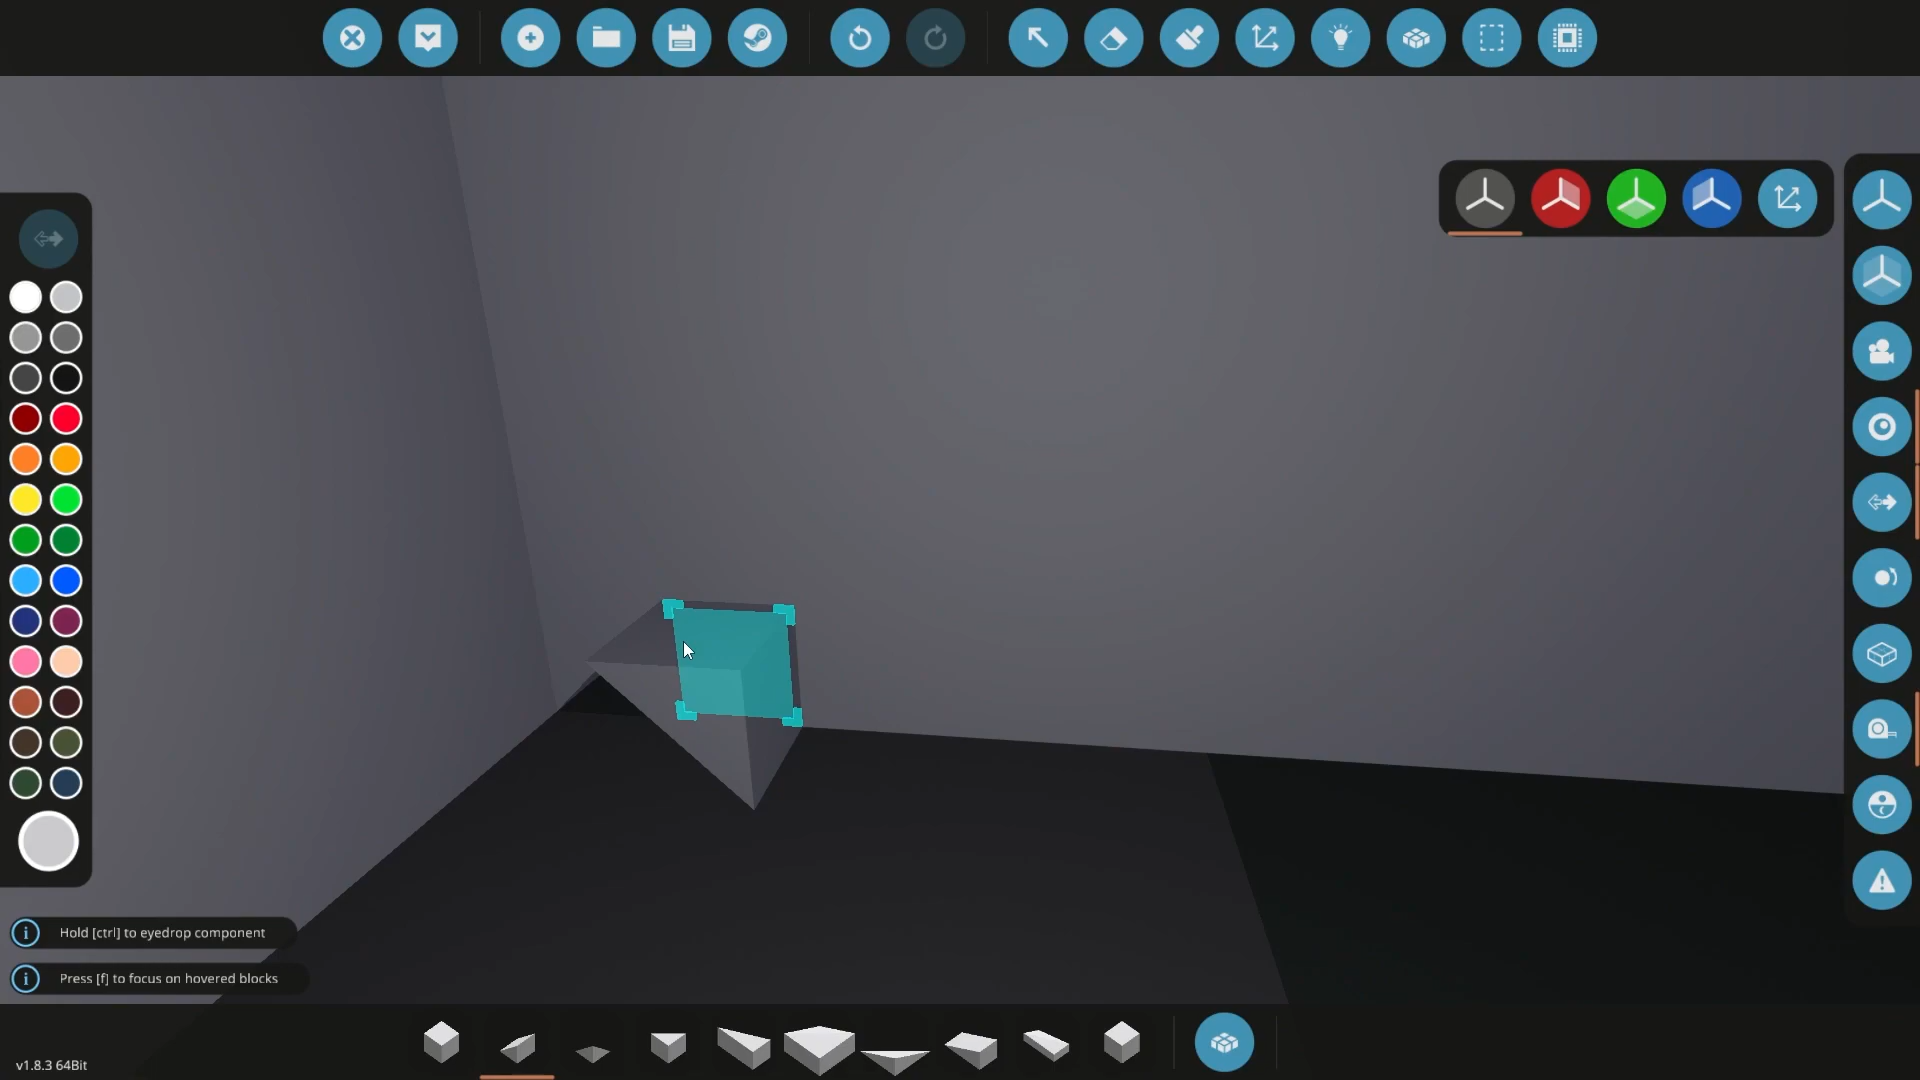 Hold [ctrl] to eyedrop component
Press [f] to focus on hovered blocks
v1.8.3 64Bit